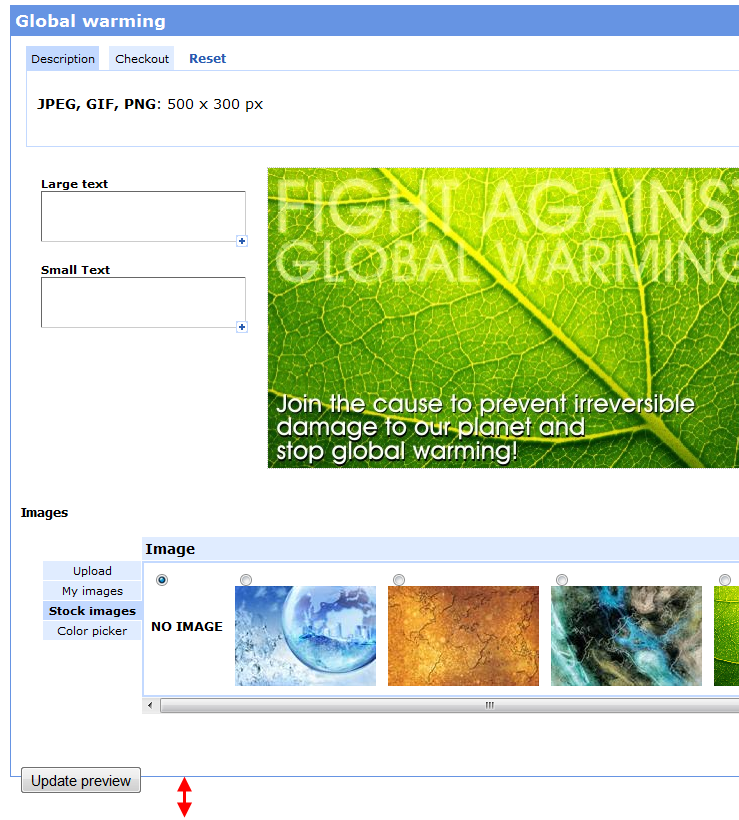 Global warming
Description Checkout Reset
JPEG, GIF, PNG: 500 x 300 px
Large text
Small Text
FIGHT AGAINST
GLOBAL WARMING
Join the cause to prevent irreversible
damage to our planet and
stop global warming!
Images
Image
Upload
My images
Stock images
Color picker
NO IMAGE
Update preview